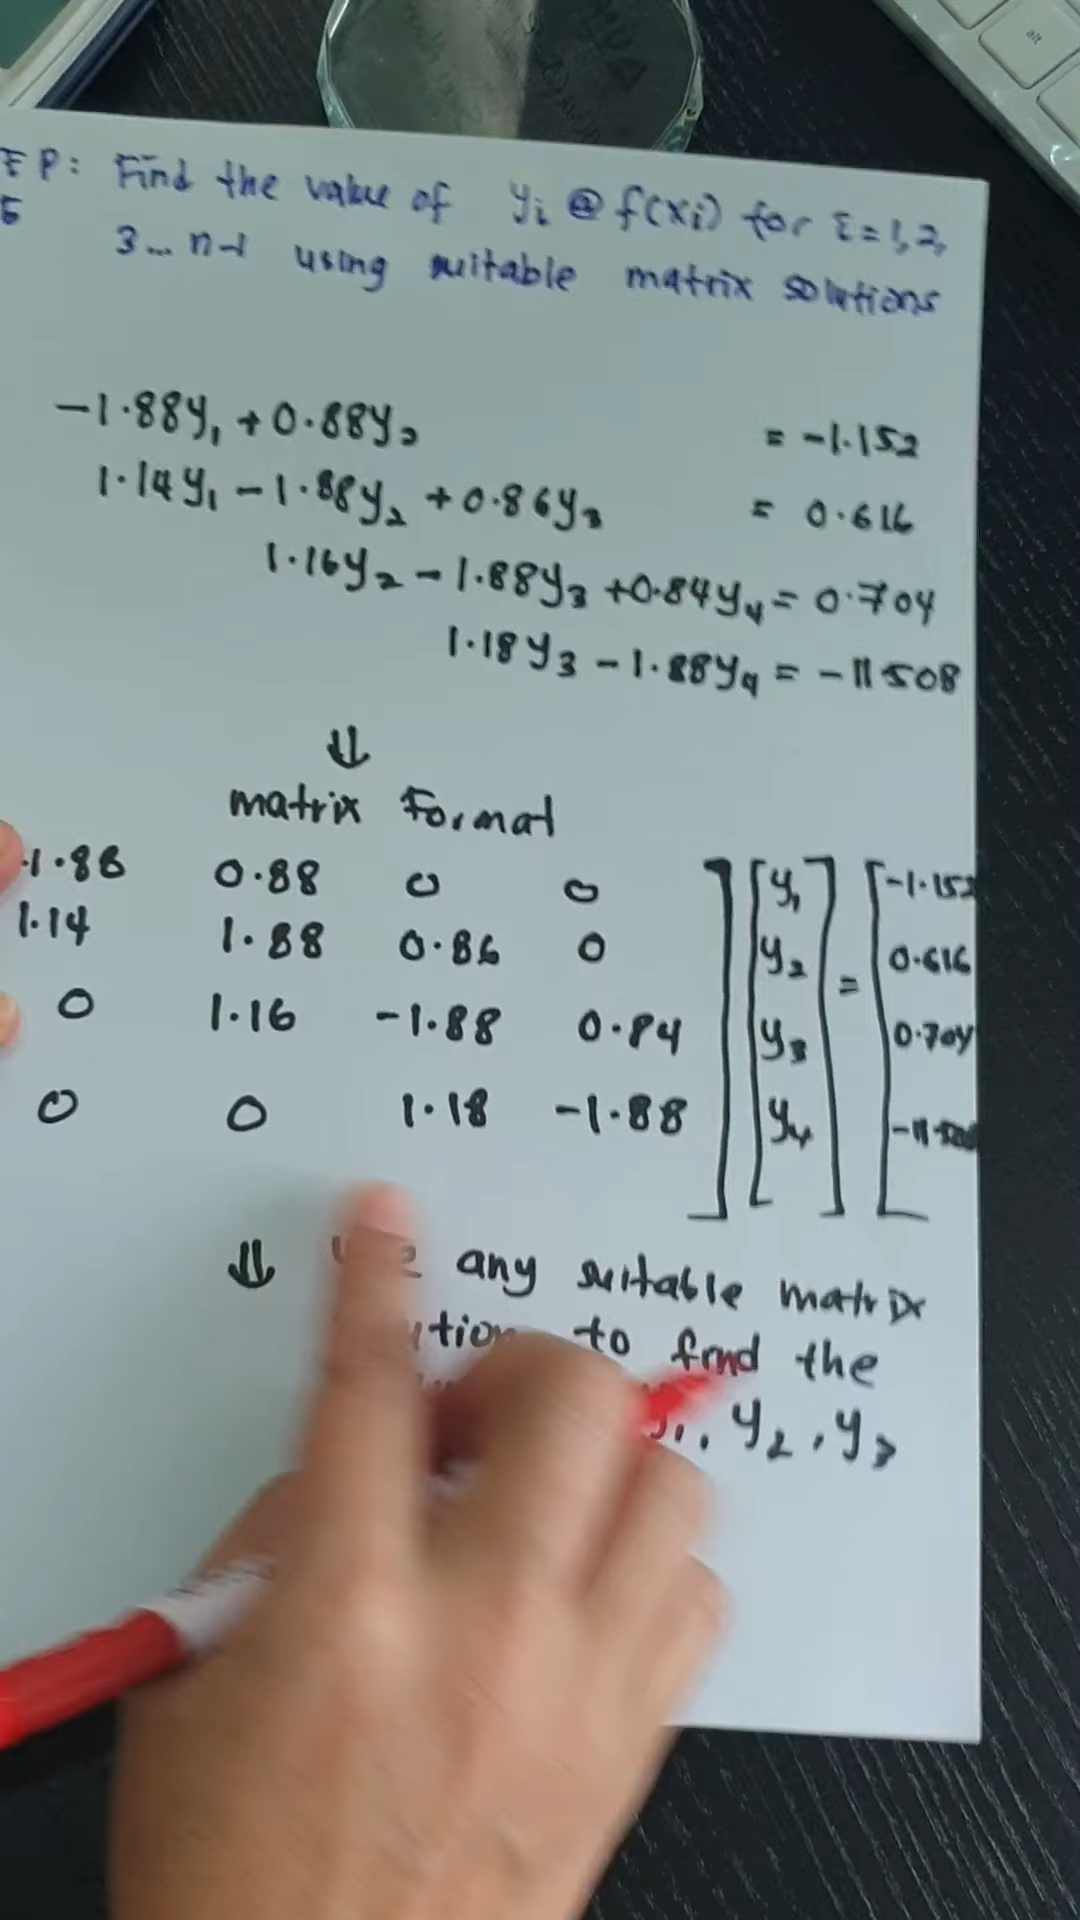 EP: Find the value of yi @ f(xi) for i=1,2,
5 3... n-1 using suitable matrix solutions
-1.88y1 + 0.88y2 = -1.152
1.14y1 - 1.88y2 + 0.86y3 = 0.616
1.16y2 - 1.88y3 + 0.84y4 = 0.704
1.18y3 - 1.88y4 = -11508
⇓
matrix Format
-1.88 0.88 0 0 ] [y1] = [-1.152
1.14 1.88 0.86 0 y2 0.616
0 1.16 -1.88 0.84 y3 0.704
0 0 1.18 -1.88 y4
⇓ any suitable matrix
to find the
y1, y2, y3
alt